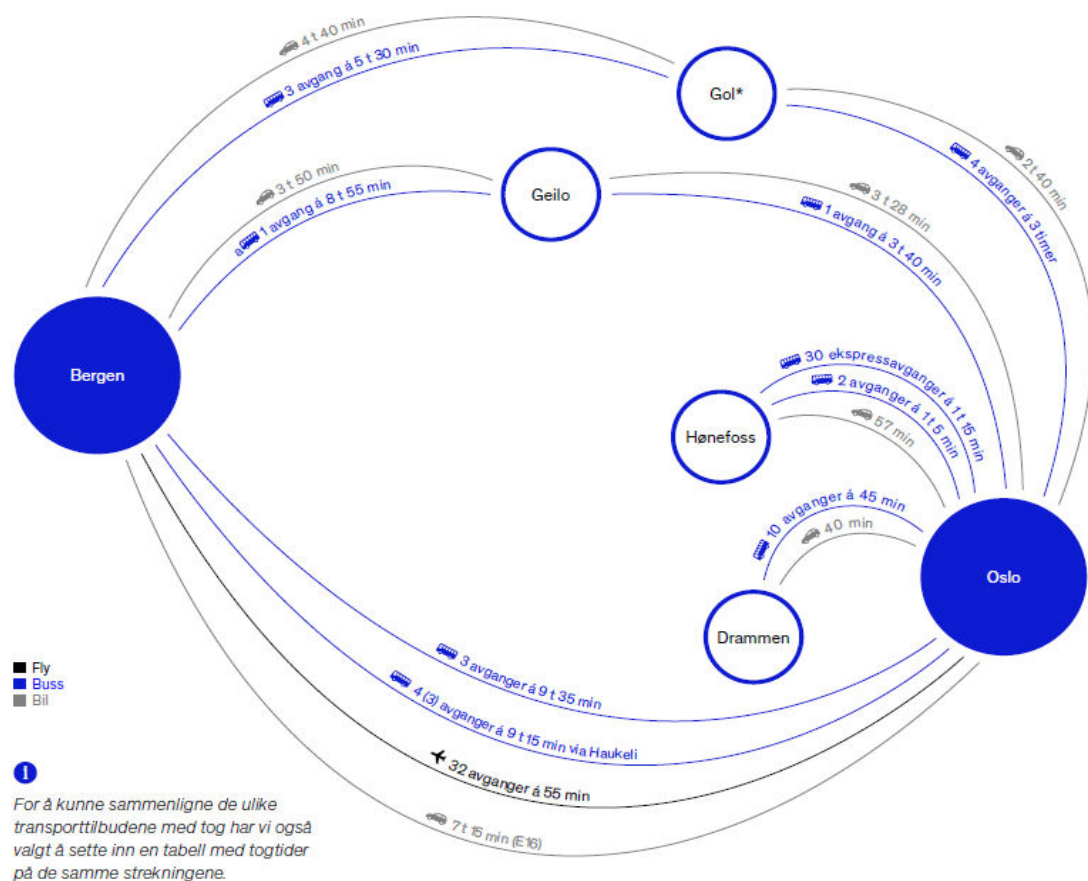 4 t 40 min
3 avgang á 5 t 30 min
Gol*
2 t 40 min
4 avganger á 3 timer
3 t 50 min
a 1 avgang á 8 t 55 min
Geilo
3 t 28 min
1 avgang á 3 t 40 min
Bergen
30 ekspressavganger á 1 t 15 min
2 avganger á 1 t 5 min
57 min
Hønefoss
10 avganger á 45 min
40 min
Oslo
Drammen
3 avganger á 9 t 35 min
4 (3) avganger á 9 t 15 min via Haukeli
32 avganger á 55 min
7 t 15 min (E16)
Fly
Buss
Bil
i
For å kunne sammenligne de ulike
transporttilbudene med tog har vi også
valgt å sette inn en tabell med togtider
på de samme strekningene.